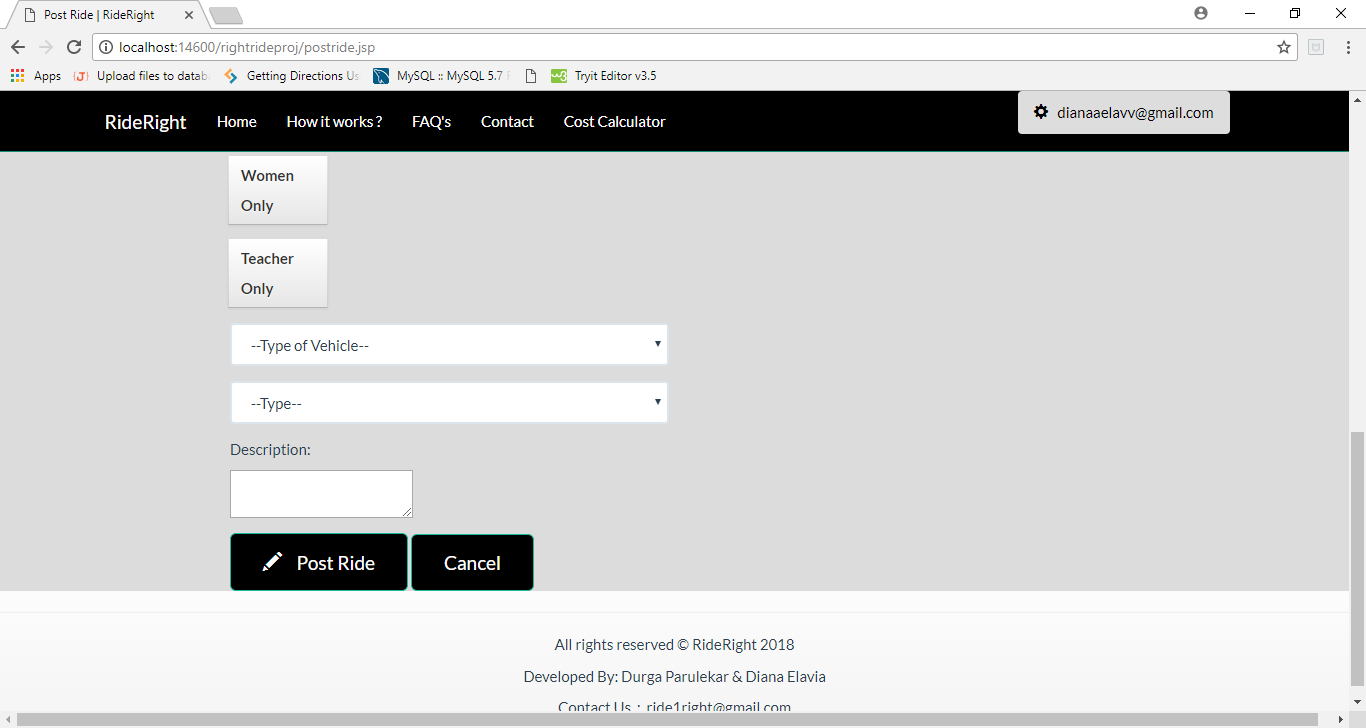 Post Ride | RideRight
localhost:14600/rightrideproj/postride.jsp
Apps Upload files to datab Getting Directions Us MySQL :: MySQL 5.7 Tryit Editor v3.5
RideRight Home How it works ? FAQ's Contact Cost Calculator dianaaelavv@gmail.com
Women
Only
Teacher
Only
--Type of Vehicle--
--Type--
Description:
Post Ride Cancel
All rights reserved © RideRight 2018
Developed By: Durga Parulekar & Diana Elavia
Contact Us : ride1right@gmail.com